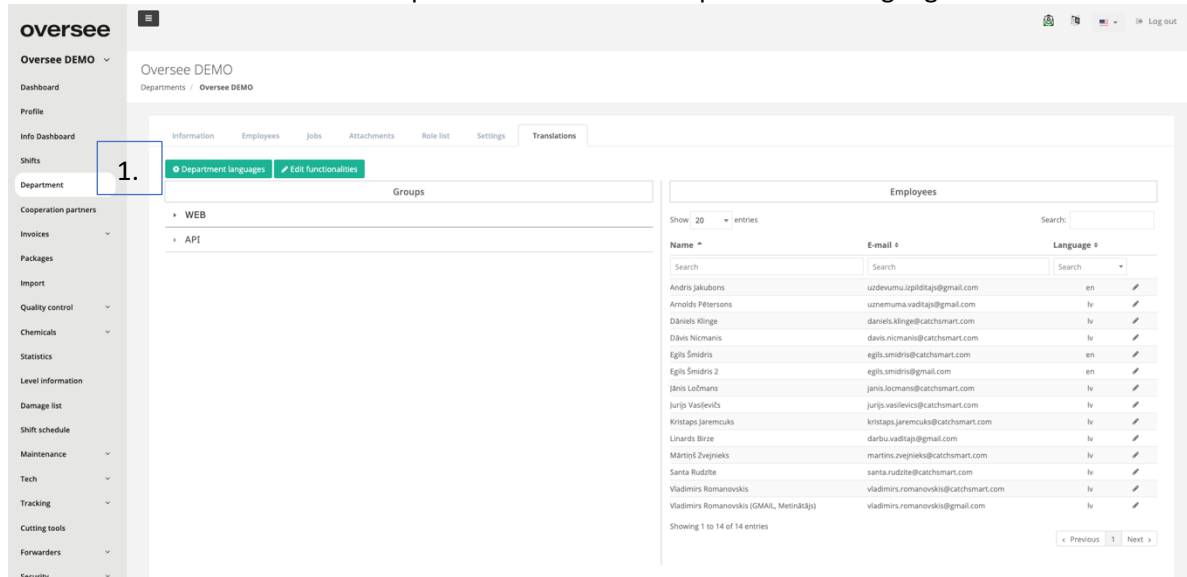 oversee
Log out
Oversee DEMO
Dashboard
Profile
Info Dashboard
Shifts
Department
Cooperation partners
Invoices
Packages
Import
Quality control
Chemicals
Statistics
Level information
Damage list
Shift schedule
Maintenance
Tech
Tracking
Cutting tools
Forwarders
Security
1.
Oversee DEMO
Departments / Oversee DEMO
Information Employees Jobs Attachments Role list Settings Translations
Department languages Edit functionalities
Groups
WEB
API
Employees
Show 20 entries Search:
Name E-mail Language
Search Search Search
Andris Jakubons uzdevumu.izpilditajs@gmail.com en
Arnolds Pētersons uznemuma.vaditajs@gmail.com lv
Dāniels Klinge daniels.klinge@catchsmart.com lv
Dāvis Nicmanis davis.nicmanis@catchsmart.com lv
Egils Šmidris egils.smidris@catchsmart.com en
Egils Šmidris 2 egils.smidris@gmail.com en
Jānis Ločmans janis.locmans@catchsmart.com lv
Jurijs Vasiļevičs jurijs.vasilevics@catchsmart.com lv
Kristaps Jaremcuks kristaps.jaremcuks@catchsmart.com lv
Linards Birze darbu.vaditajs@gmail.com lv
Mārtiņš Zvejnieks martins.zvejnieks@catchsmart.com lv
Santa Rudzīte santa.rudzite@catchsmart.com lv
Vladimirs Romanovskis vladimirs.romanovskis@catchsmart.com lv
Vladimirs Romanovskis (GMAIL, Metinātājs) vladimirs.romanovskis@gmail.com lv
Showing 1 to 14 of 14 entries
‹ Previous 1 Next ›